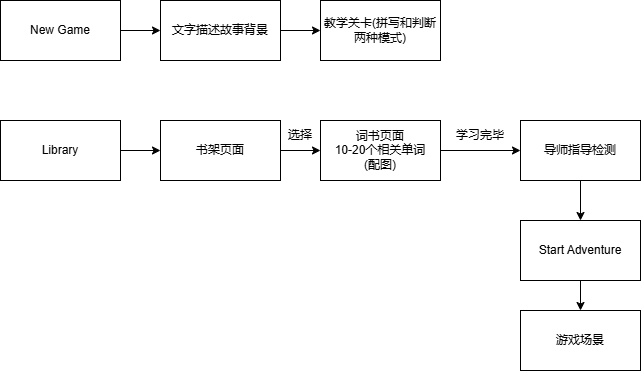 New Game
文字描述故事背景
教学关卡(拼写和判断
两种模式)
Library
书架页面
选择
词书页面
10-20个相关单词
(配图)
学习完毕
导师指导检测
Start Adventure
游戏场景